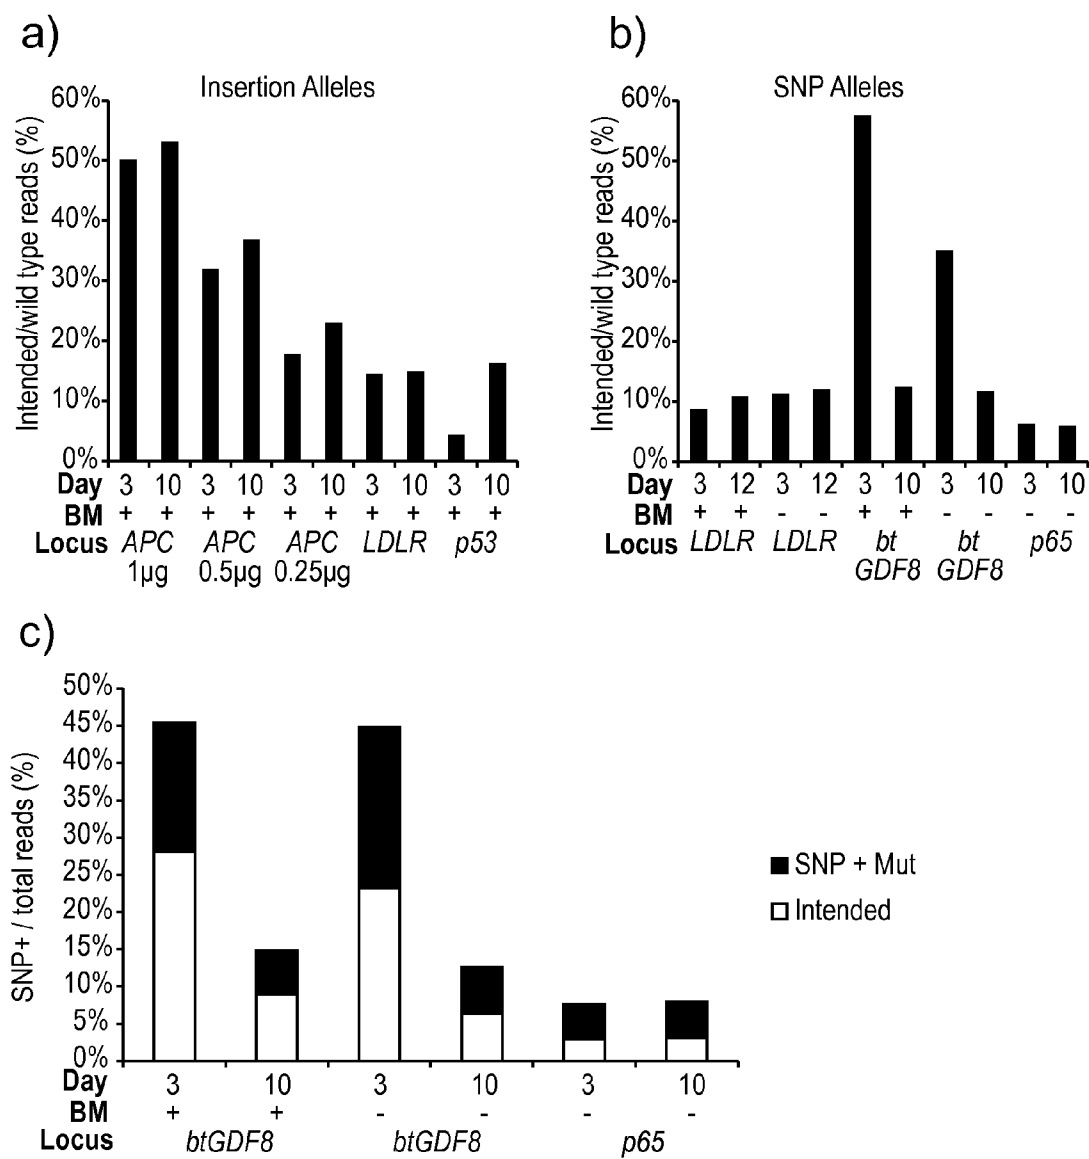 a)
Insertion Alleles
Intended/wild type reads (%)
60%
50%
40%
30%
20%
10%
0%
Day 3 10 3 10 3 10 3 10 3 10
BM + + + + + + + + + +
Locus APC APC APC LDLR p53
1µg 0.5µg 0.25µg
b)
SNP Alleles
Intended/wild type reads (%)
60%
50%
40%
30%
20%
10%
0%
Day 3 12 3 12 3 10 3 10 3 10
BM + + - - + + - - - -
Locus LDLR LDLR bt bt p65
GDF8 GDF8
c)
SNP+ / total reads (%)
50%
45%
40%
35%
30%
25%
20%
15%
10%
5%
0%
Day 3 10 3 10 3 10
BM + + - - - -
Locus btGDF8 btGDF8 p65
SNP + Mut
Intended